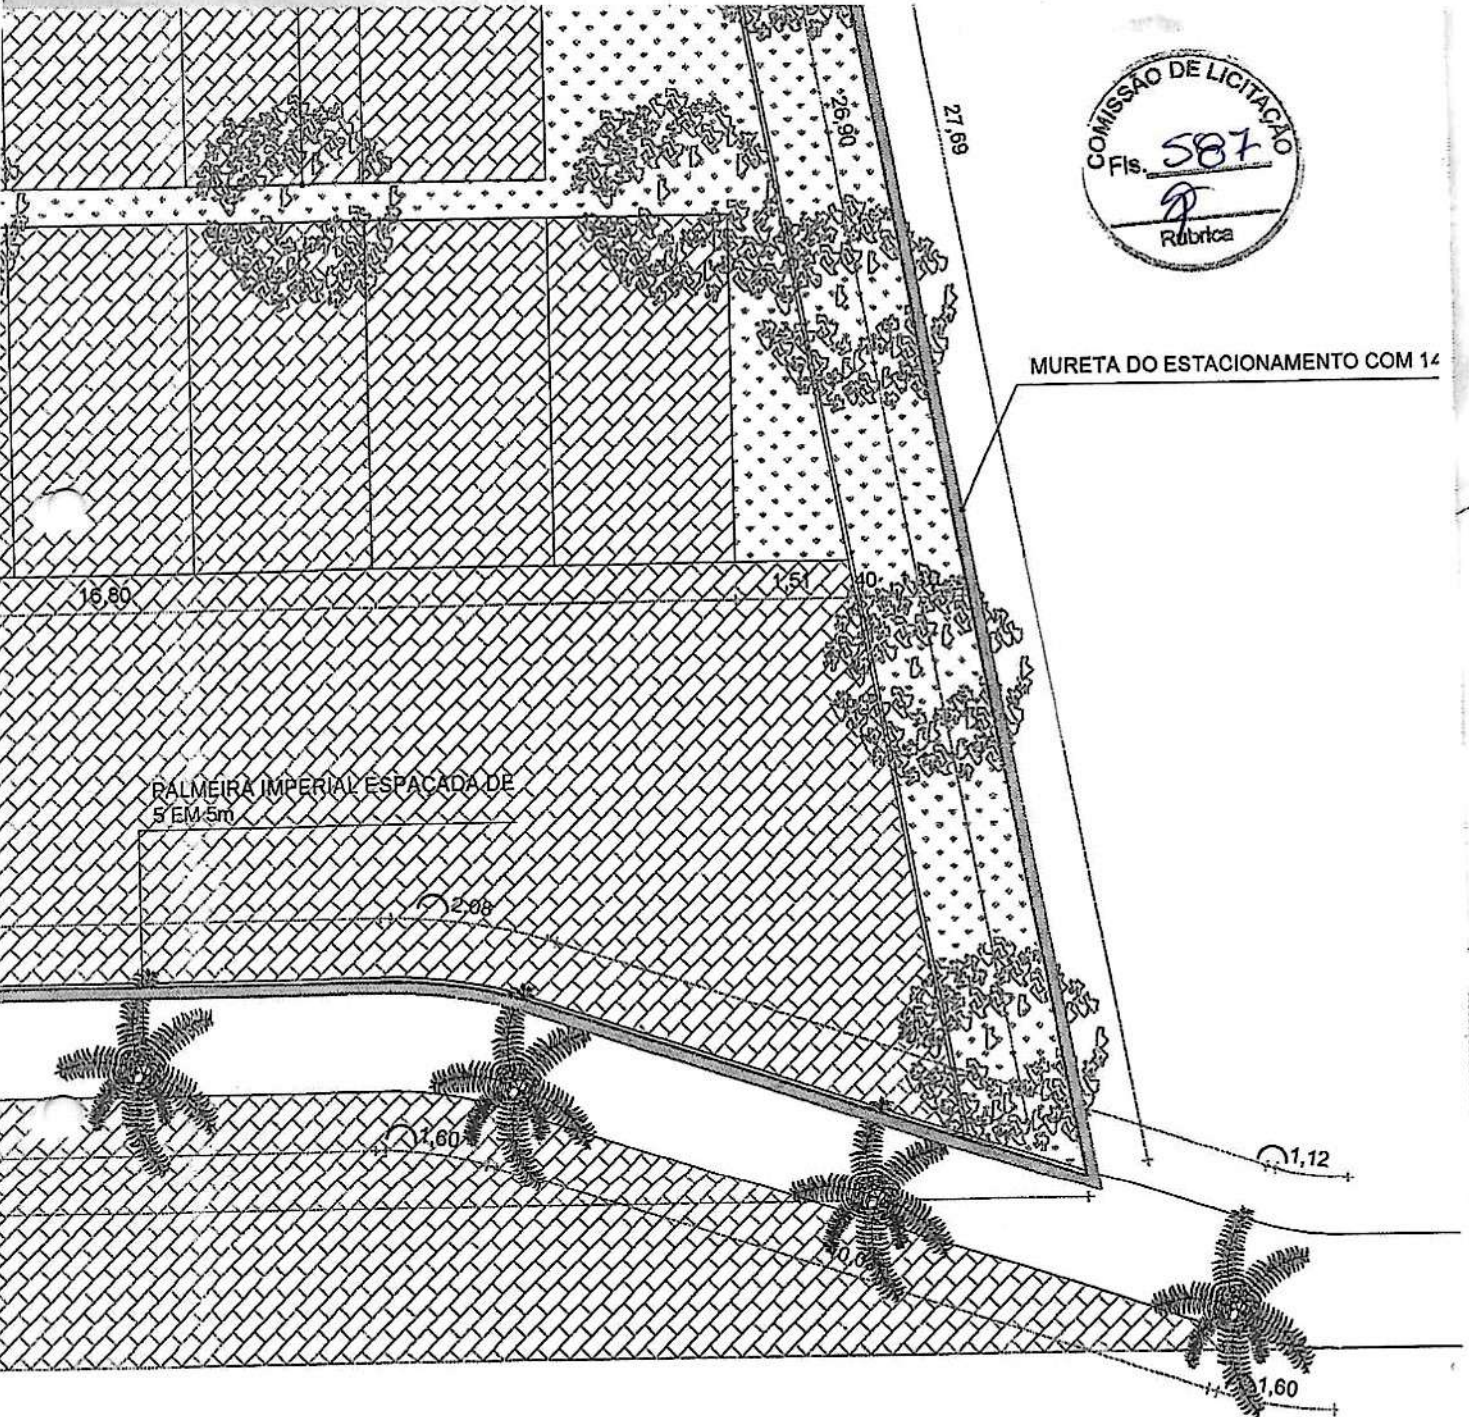 COMISSÃO DE LICITAÇÃO
Fls. 587
Rubrica
27,69
26,90
MURETA DO ESTACIONAMENTO COM 14
16,80
1,51
40
PALMEIRA IMPERIAL ESPAÇADA DE
5 EM 5m
2,08
1,60
1,12
1,60